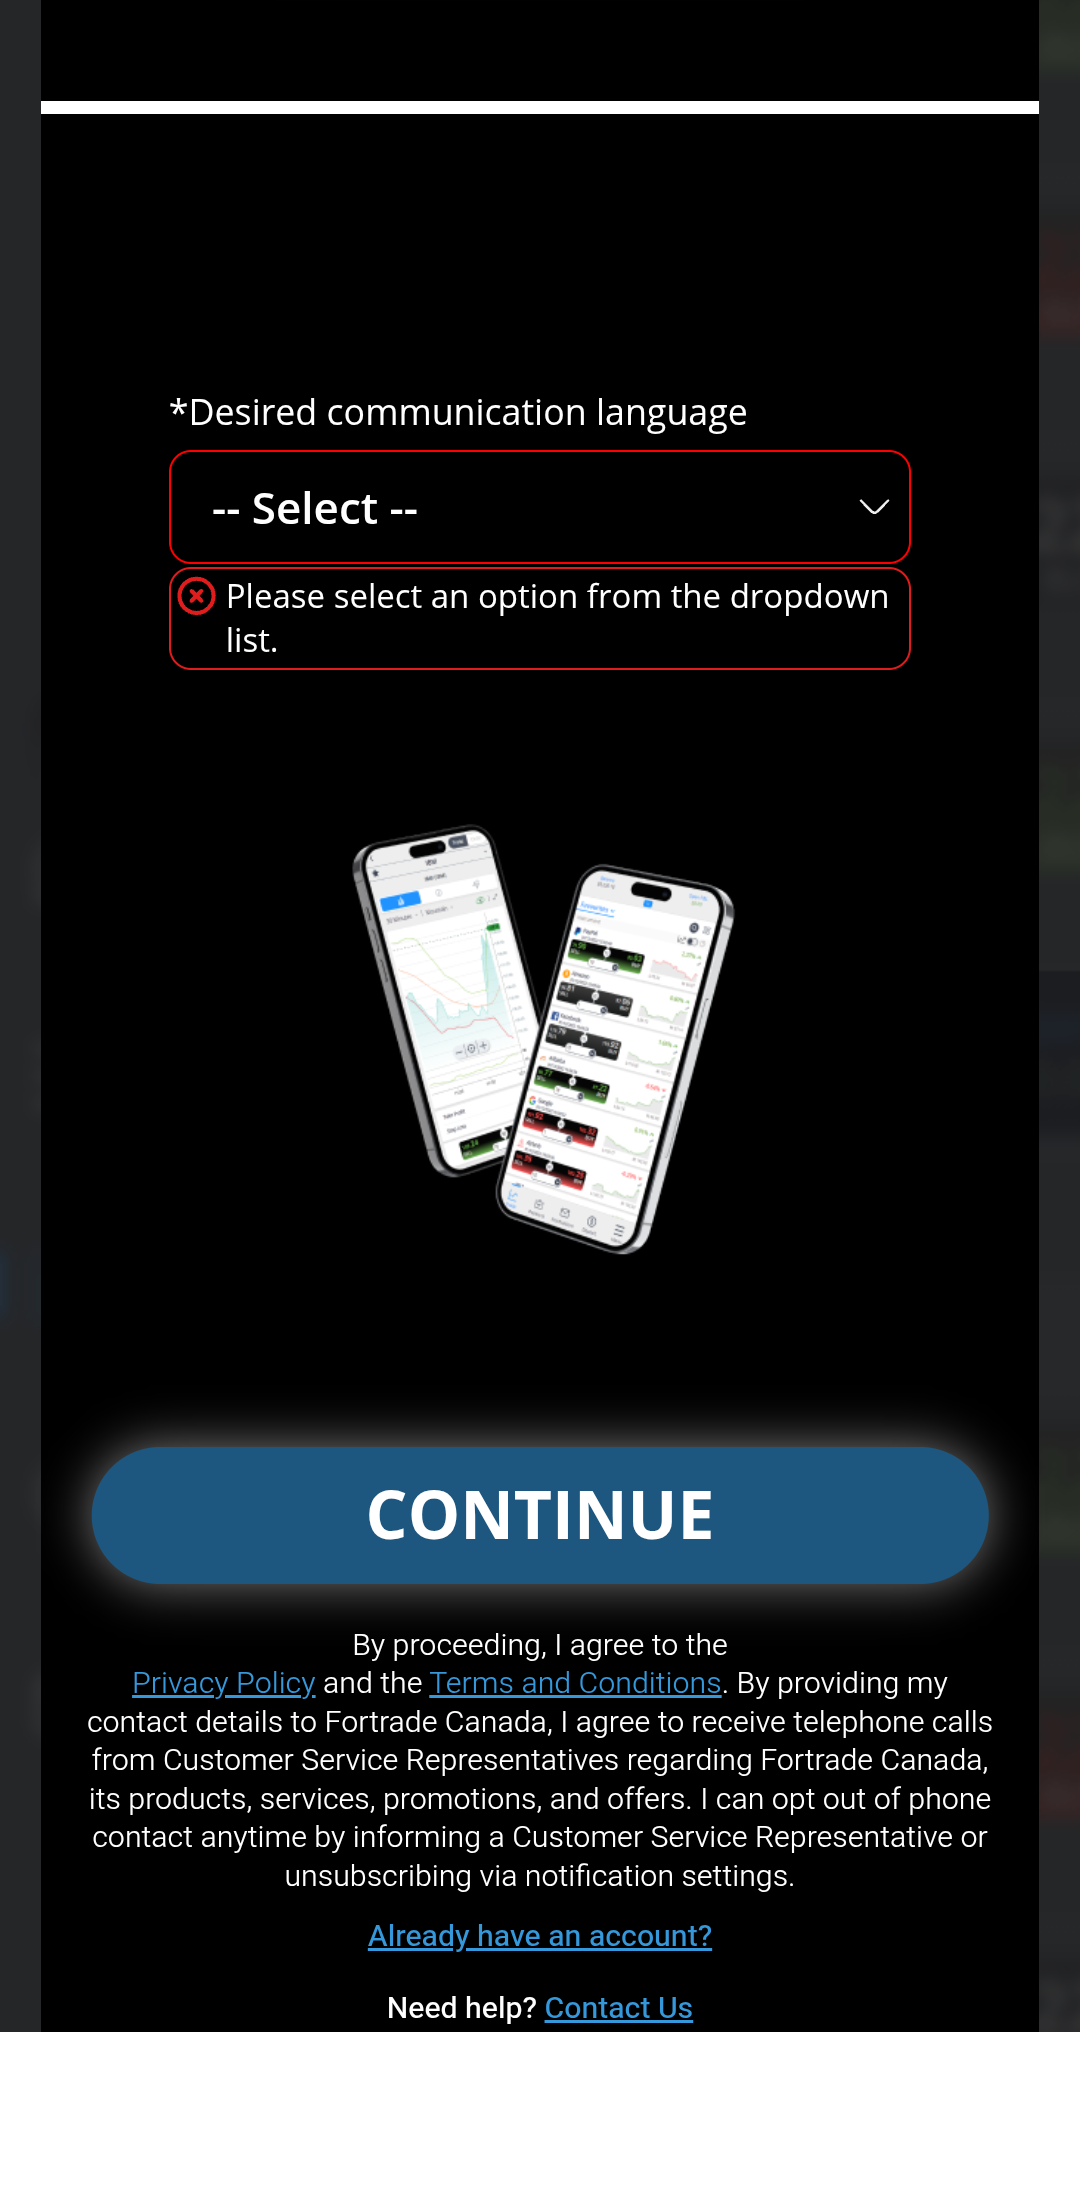 *Desired communication language
-- Select --
Please select an option from the dropdown
list.
CONTINUE
By proceeding, I agree to the
Privacy Policy and the Terms and Conditions. By providing my
contact details to Fortrade Canada, I agree to receive telephone calls
from Customer Service Representatives regarding Fortrade Canada,
its products, services, promotions, and offers. I can opt out of phone
contact anytime by informing a Customer Service Representative or
unsubscribing via notification settings.
Already have an account?
Need help? Contact Us